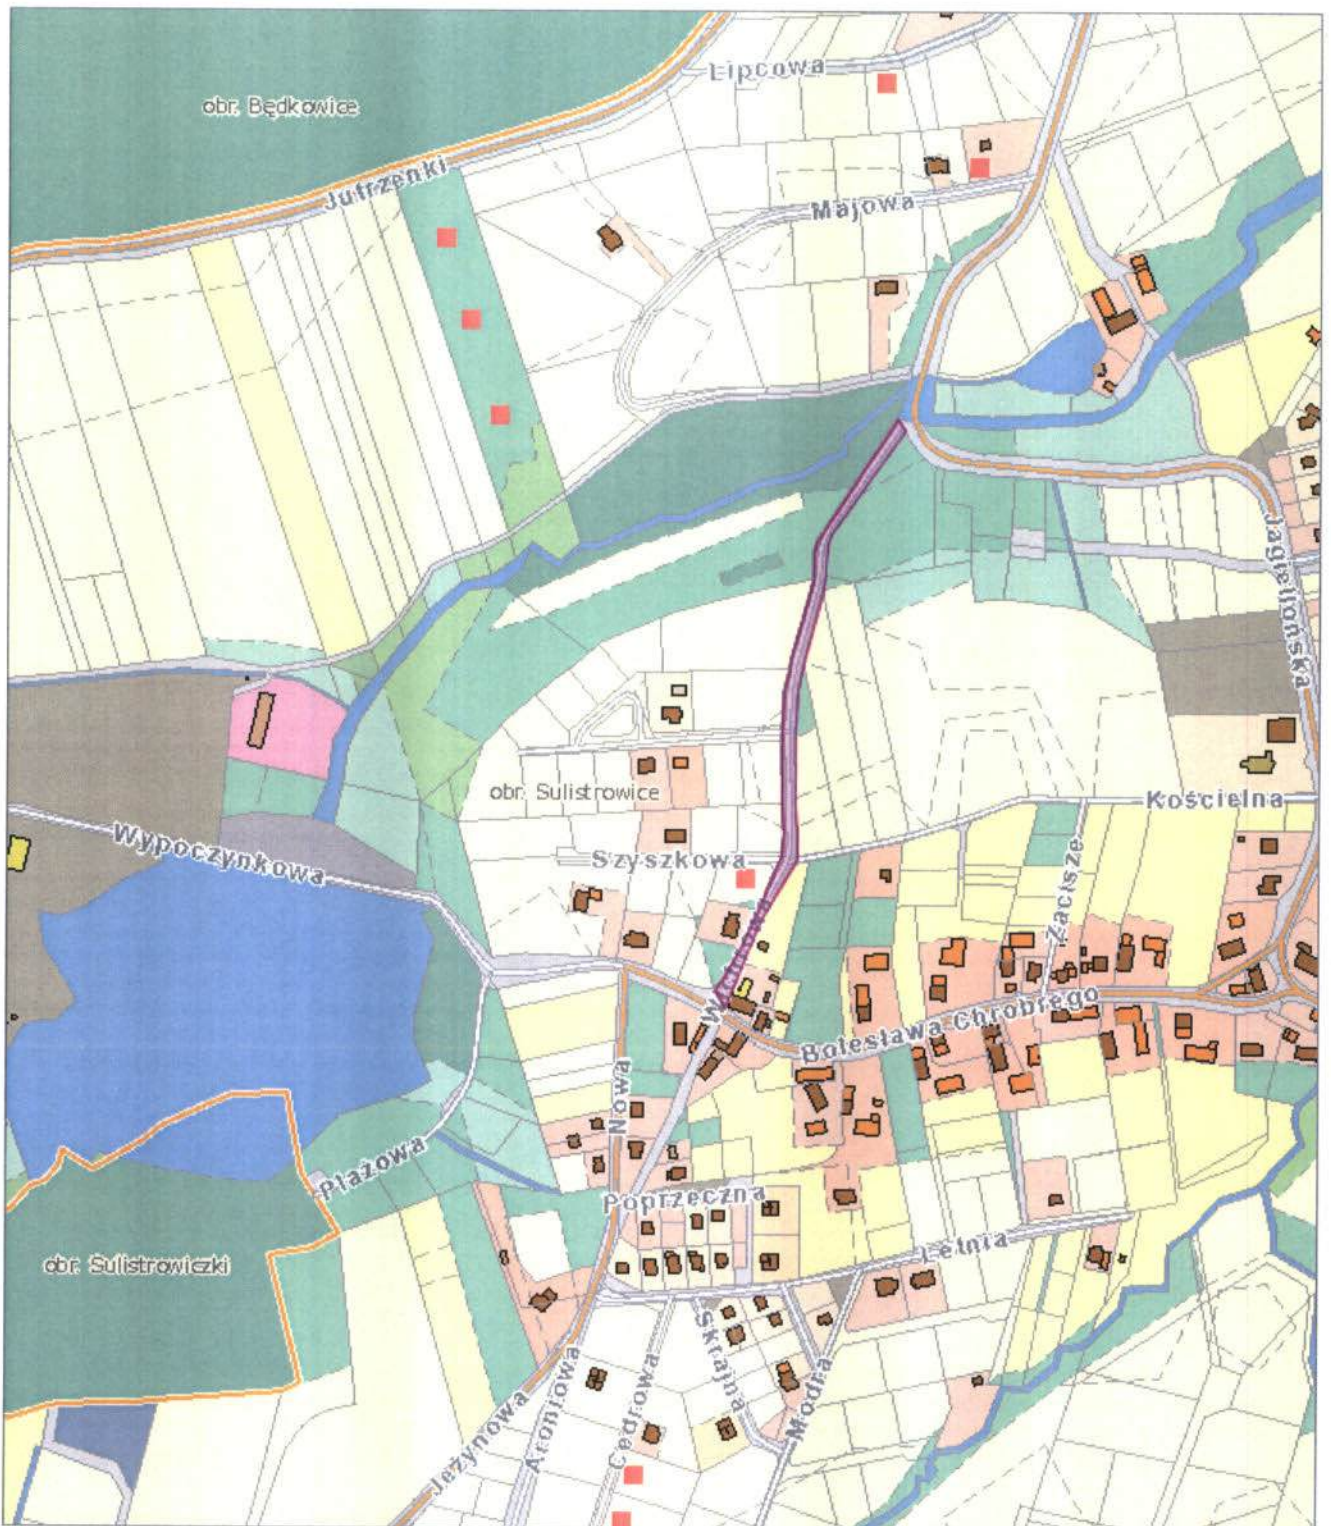 Lipcowa
obr. Będkowice
Jutrzenki
Majowa
Jagiellońska
obr. Sulistrowice
Kościelna
Wypoczynkowa
Szyszkowa
Zacisze
Bolesława Chrobrego
Nowa
Plażowa
Poprzeczna
Letnia
obr. Sulistrowiczki
Skrajna
Modra
Aroniowa
Cedrowa
Jeżynowa